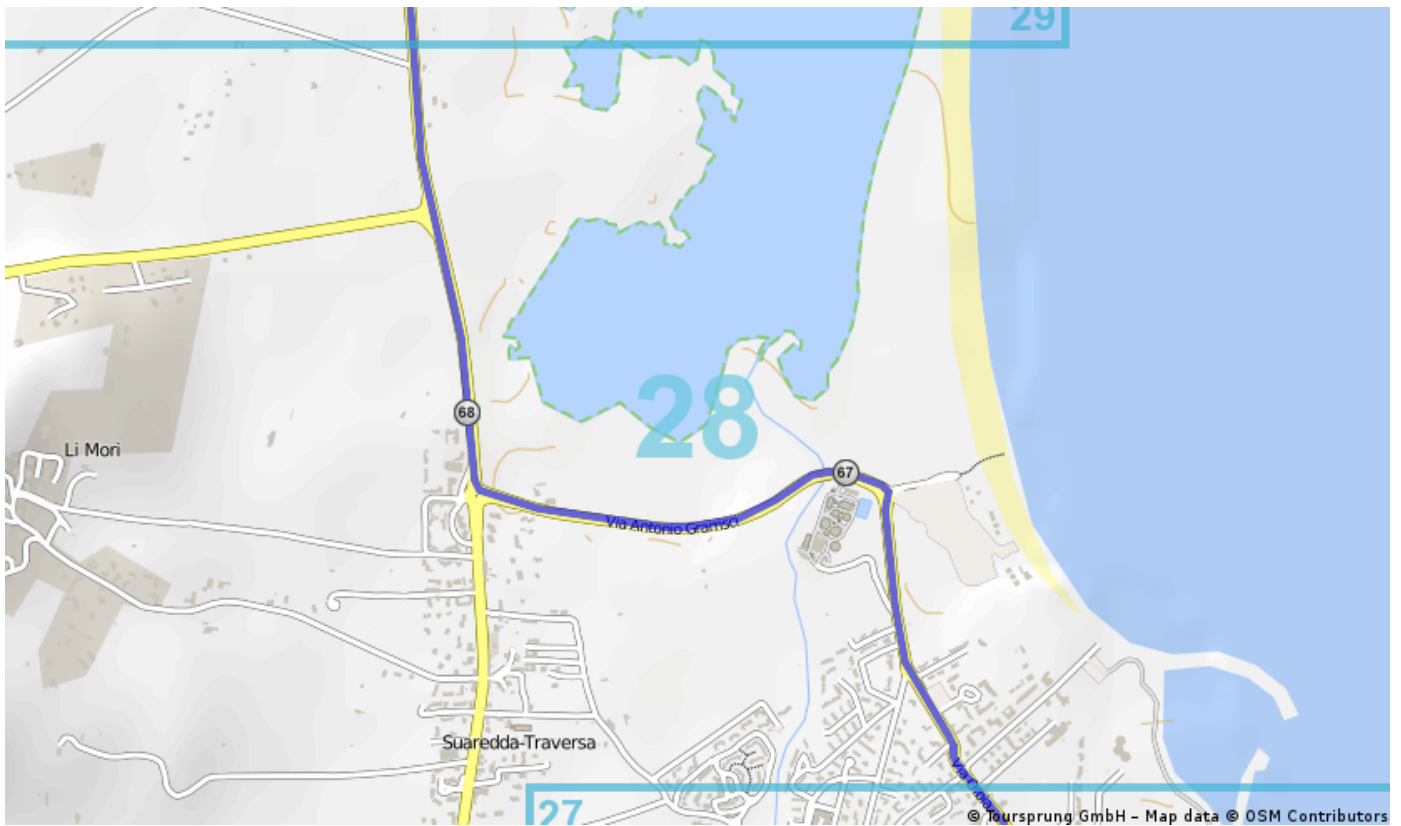 29
28
68
Li Mori
67
Via Antonio Gramsci
Suaredda-Traversa
27
© Toursprung GmbH – Map data © OSM Contributors